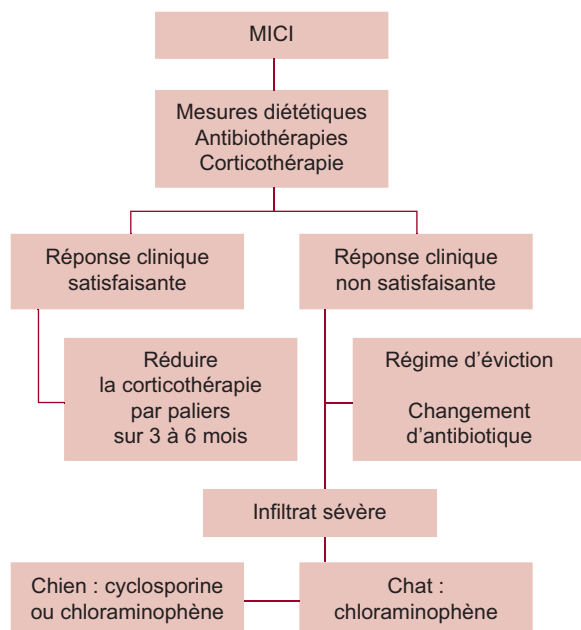 MICI
Mesures diététiques
Antibiothérapies
Corticothérapie
Réponse clinique
satisfaisante
Réponse clinique
non satisfaisante
Réduire
la corticothérapie
par paliers
sur 3 à 6 mois
Régime d'éviction
Changement
d'antibiotique
Infiltrat sévère
Chien : cyclosporine
ou chloraminophène
Chat :
chloraminophène